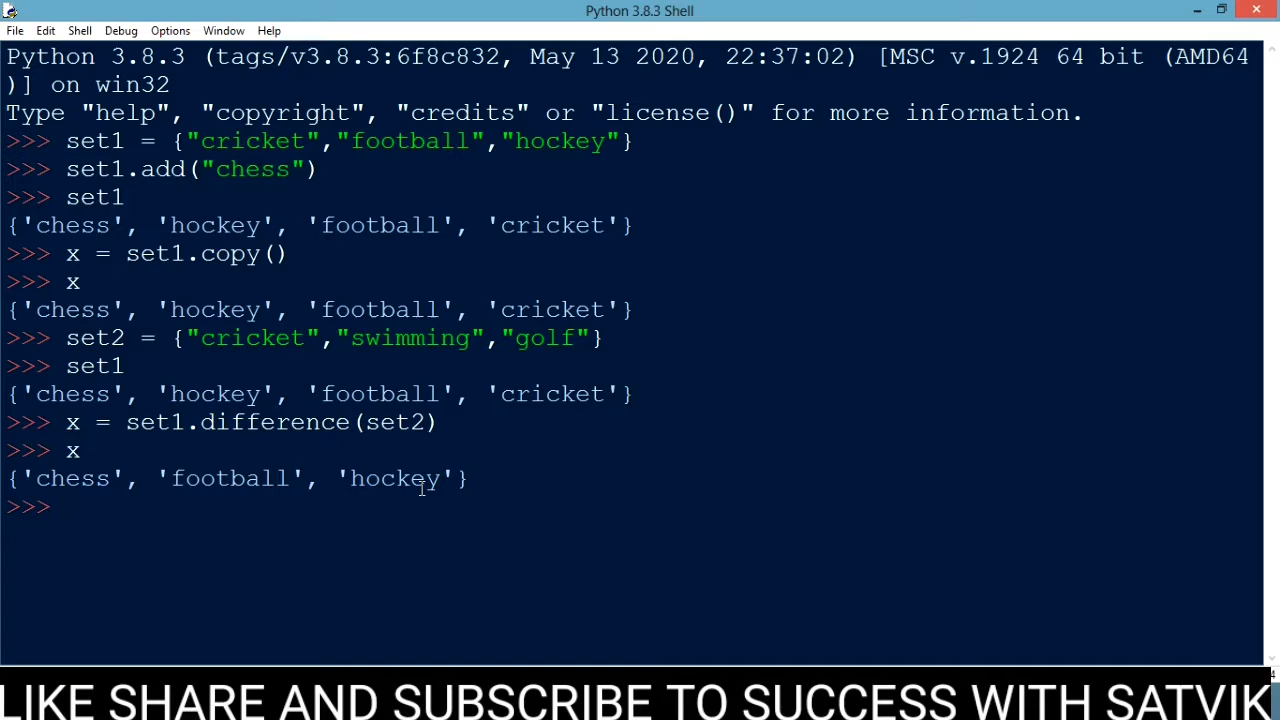 Python 3.8.3 Shell
File Edit Shell Debug Options Window Help
Python 3.8.3 (tags/v3.8.3:6f8c832, May 13 2020, 22:37:02) [MSC v.1924 64 bit (AMD64
)] on win32
Type "help", "copyright", "credits" or "license()" for more information.
>>> set1 = {"cricket","football","hockey"}
>>> set1.add("chess")
>>> set1
{'chess', 'hockey', 'football', 'cricket'}
>>> x = set1.copy()
>>> x
{'chess', 'hockey', 'football', 'cricket'}
>>> set2 = {"cricket","swimming","golf"}
>>> set1
{'chess', 'hockey', 'football', 'cricket'}
>>> x = set1.difference(set2)
>>> x
{'chess', 'football', 'hockey'}
>>>
LIKE SHARE AND SUBSCRIBE TO SUCCESS WITH SATVIK